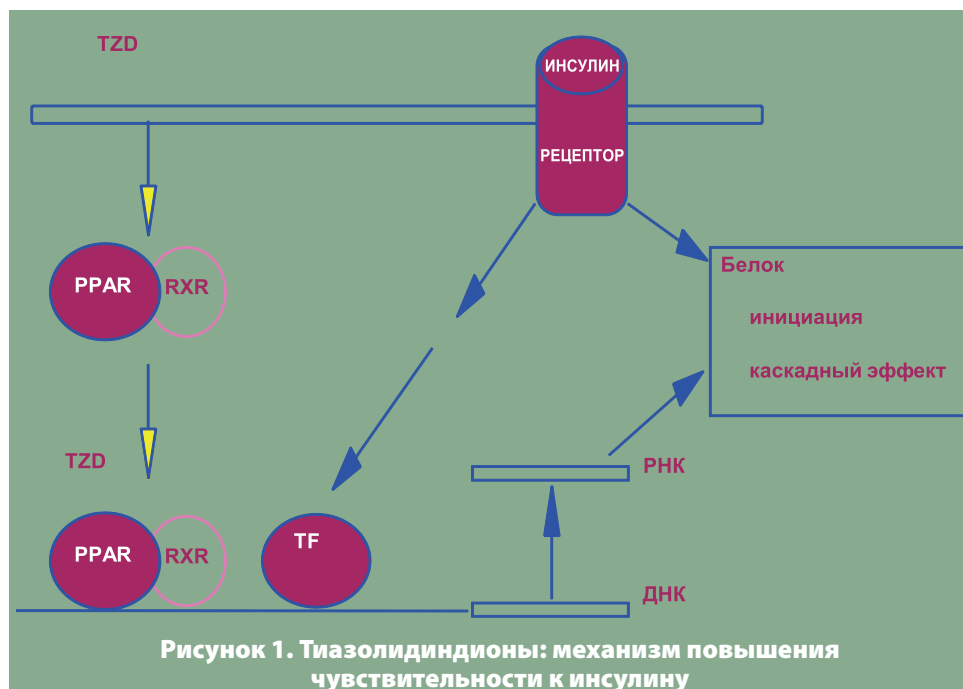 TZD
ИНСУЛИН
РЕЦЕПТОР
PPAR
RXR
Белок
инициация
каскадный эффект
TZD
РНК
PPAR
RXR
TF
ДНК
Рисунок 1. Тиазолидиндионы: механизм повышения
чувствительности к инсулину